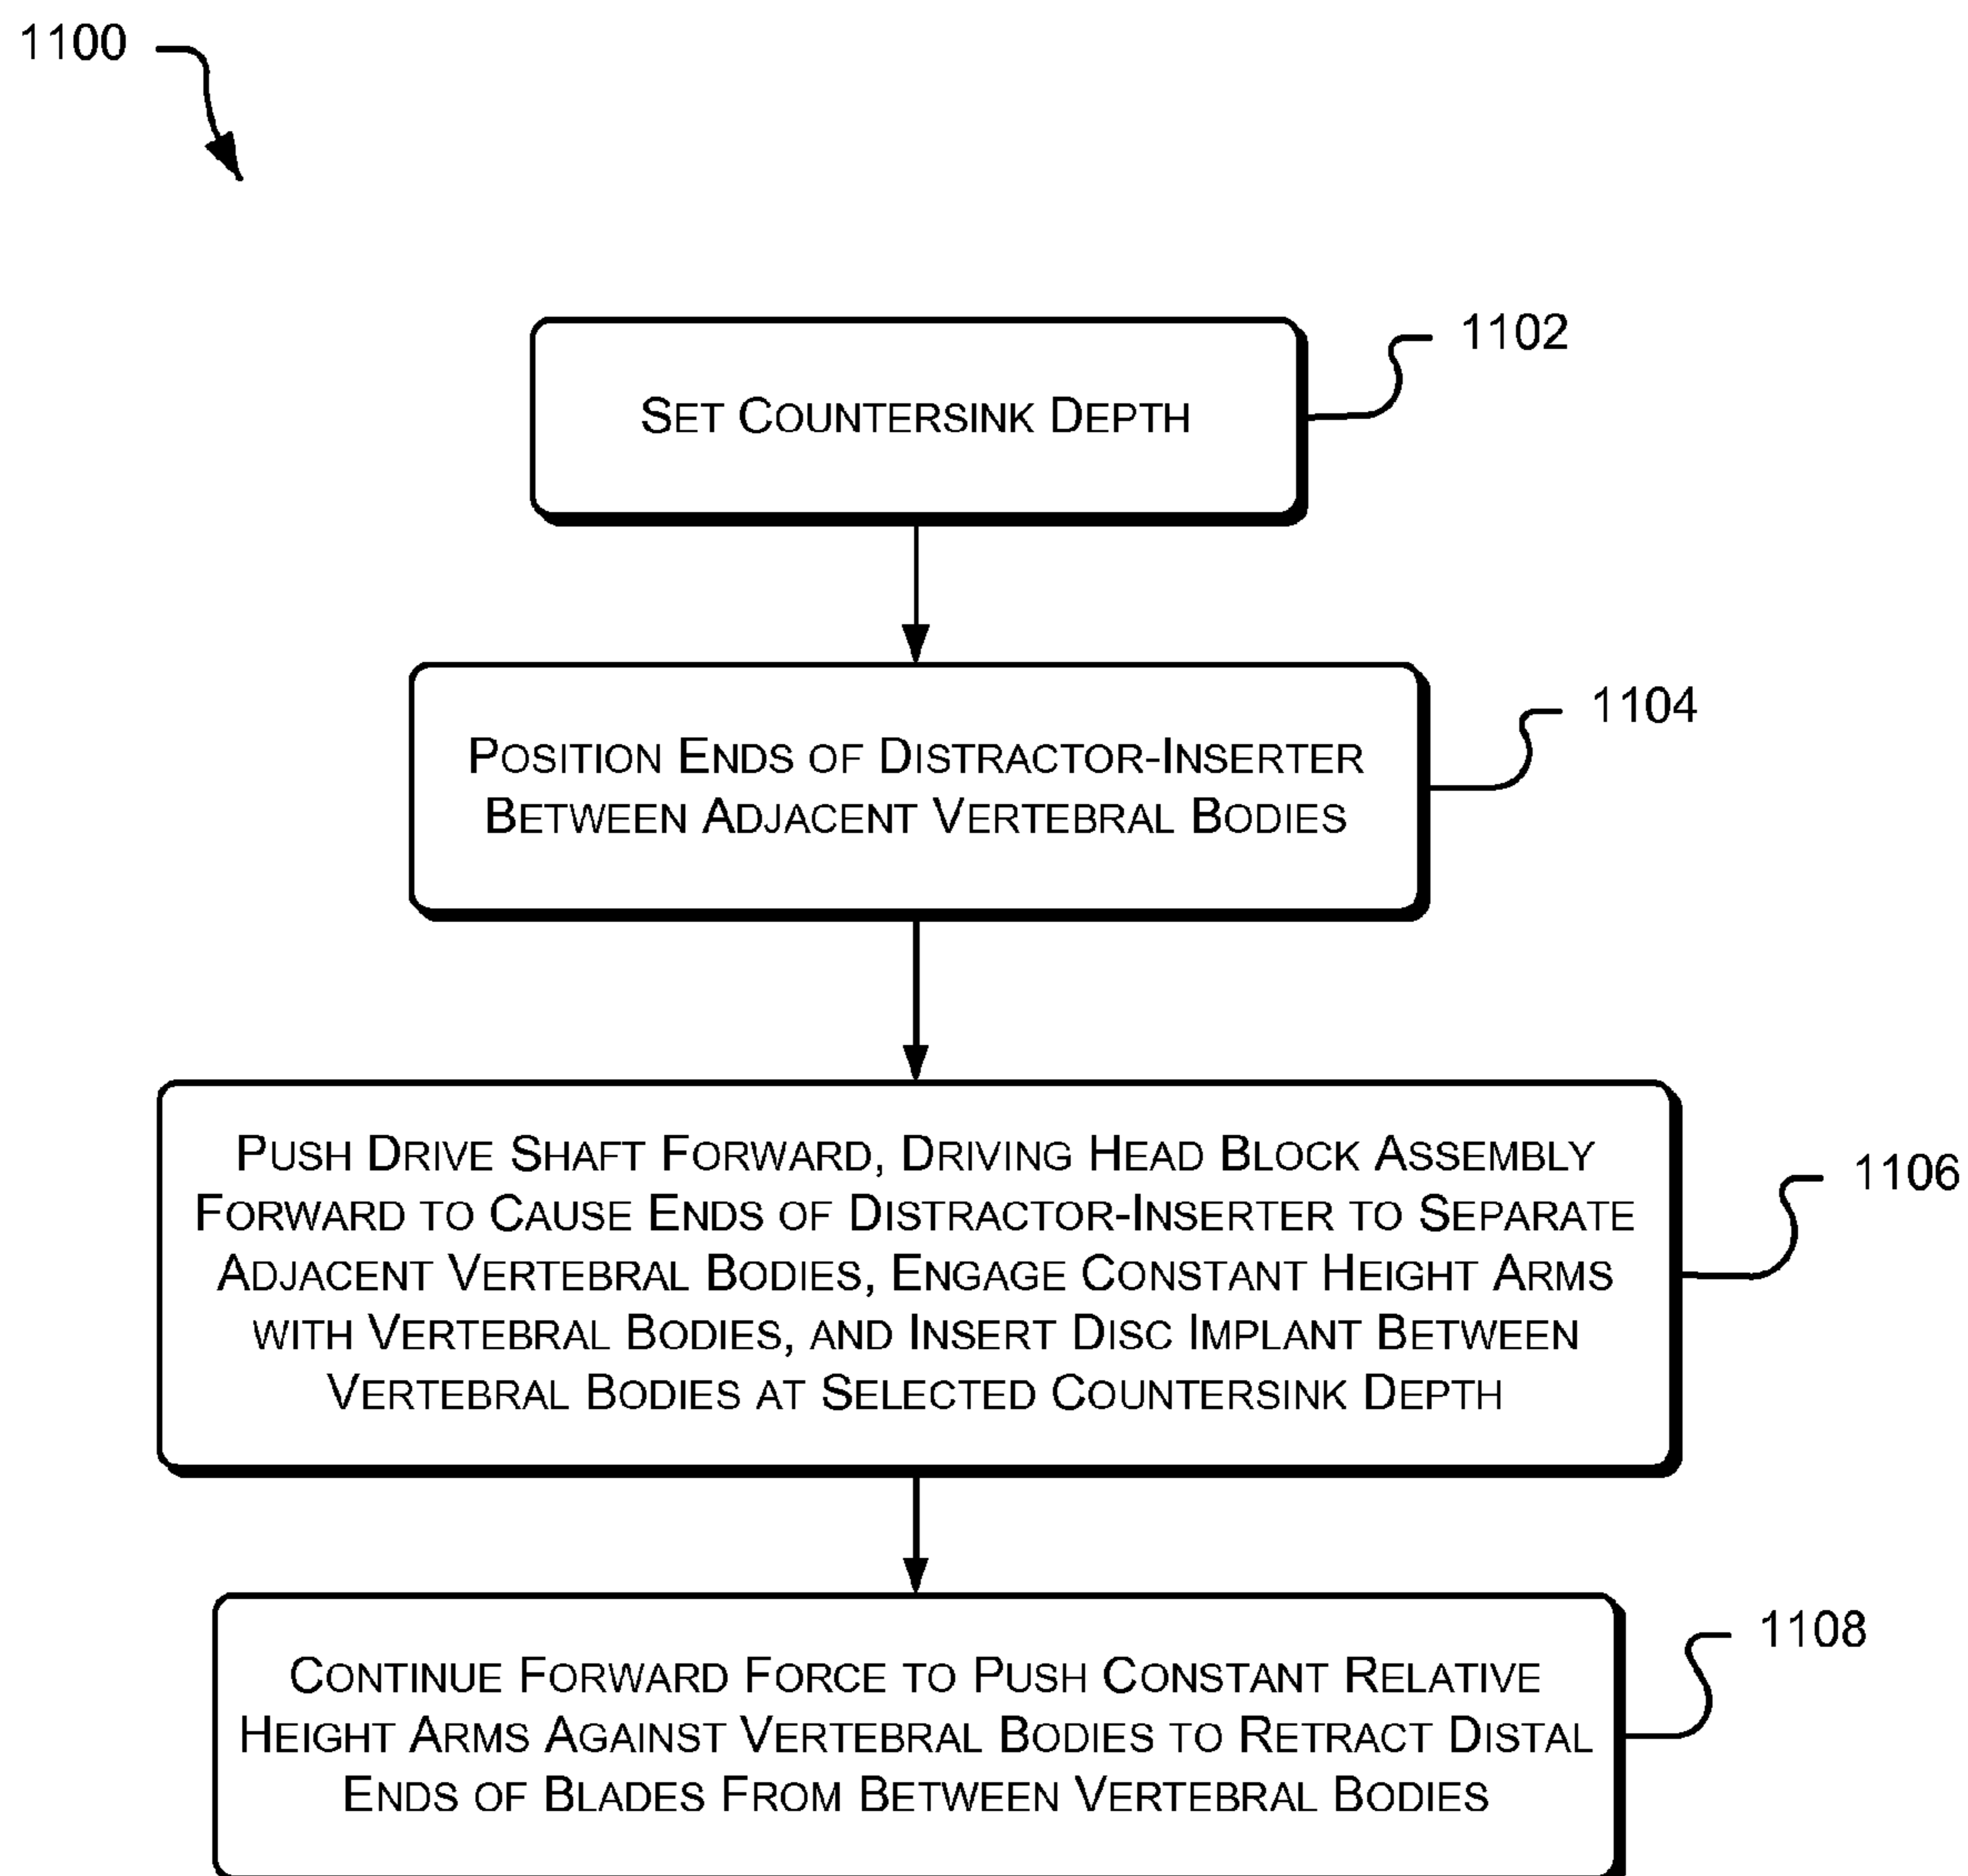 1100
1102
Set Countersink Depth
1104
Position Ends of Distractor-Inserter
Between Adjacent Vertebral Bodies
1106
Push Drive Shaft Forward, Driving Head Block Assembly
Forward to Cause Ends of Distractor-Inserter to Separate
Adjacent Vertebral Bodies, Engage Constant Height Arms
with Vertebral Bodies, and Insert Disc Implant Between
Vertebral Bodies at Selected Countersink Depth
1108
Continue Forward Force to Push Constant Relative
Height Arms Against Vertebral Bodies to Retract Distal
Ends of Blades From Between Vertebral Bodies